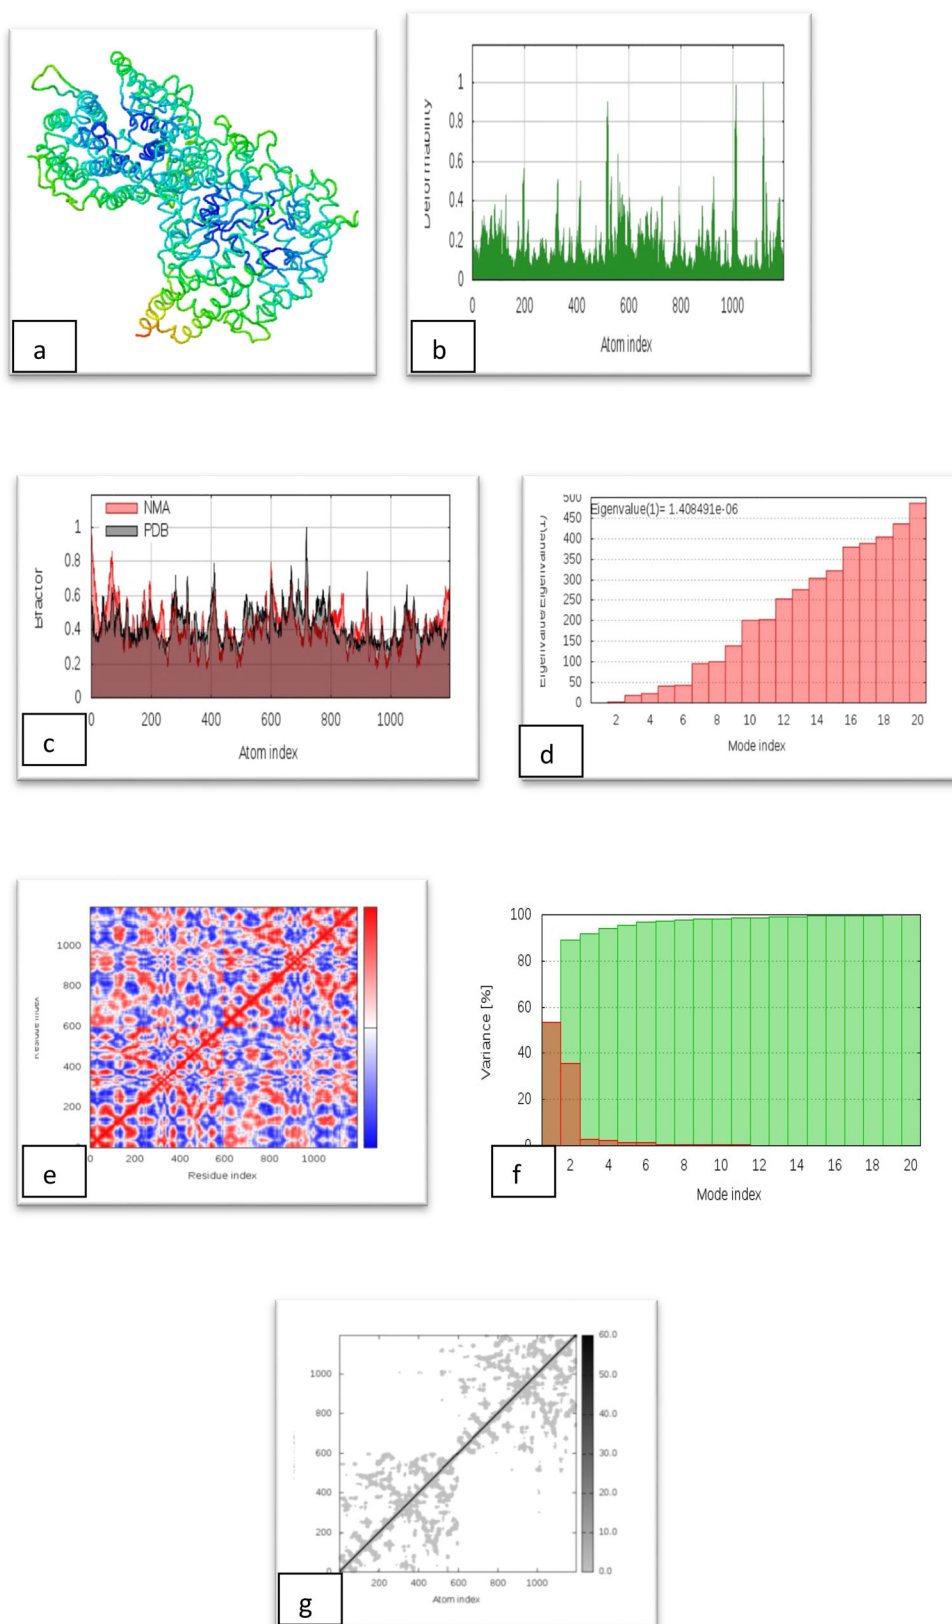 a
1
0.8
0.6
0.4
0.2
0
0 200 400 600 800 1000
Deformability
Atom index
b
NMA
PDB
1
0.8
0.6
0.4
0.2
0
0 200 400 600 800 1000
Bfactor
Atom index
c
500
450
400
350
300
250
200
150
100
50
0
Eigenvalue(1)= 1.408491e-06
2 4 6 8 10 12 14 16 18 20
Mode index
d
1000
800
600
400
200
0 200 400 600 800 1000
Residue index
e
100
80
60
40
20
0
Variance [%]
2 4 6 8 10 12 14 16 18 20
Mode index
f
1000
800
600
400
200
0
200 400 600 800 1000
60.0
50.0
40.0
30.0
20.0
10.0
0.0
Atom index
g